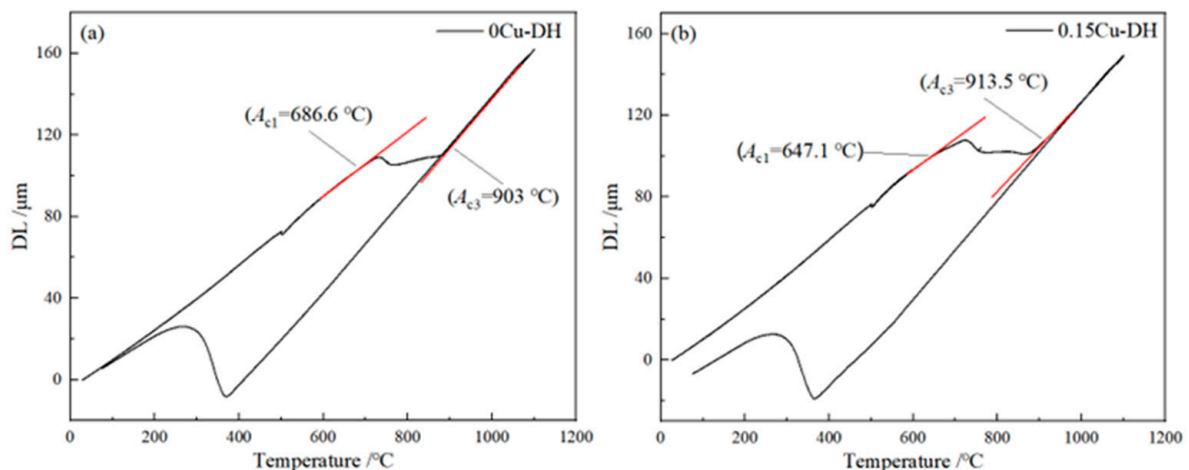 (a)
0Cu-DH
(Ac1=686.6 °C)
(Ac3=903 °C)
DL /μm
160
120
80
40
0
0 200 400 600 800 1000 1200
Temperature /°C
(b)
0.15Cu-DH
(Ac3=913.5 °C)
(Ac1=647.1 °C)
DL /μm
160
120
80
40
0
0 200 400 600 800 1000 1200
Temperature /°C